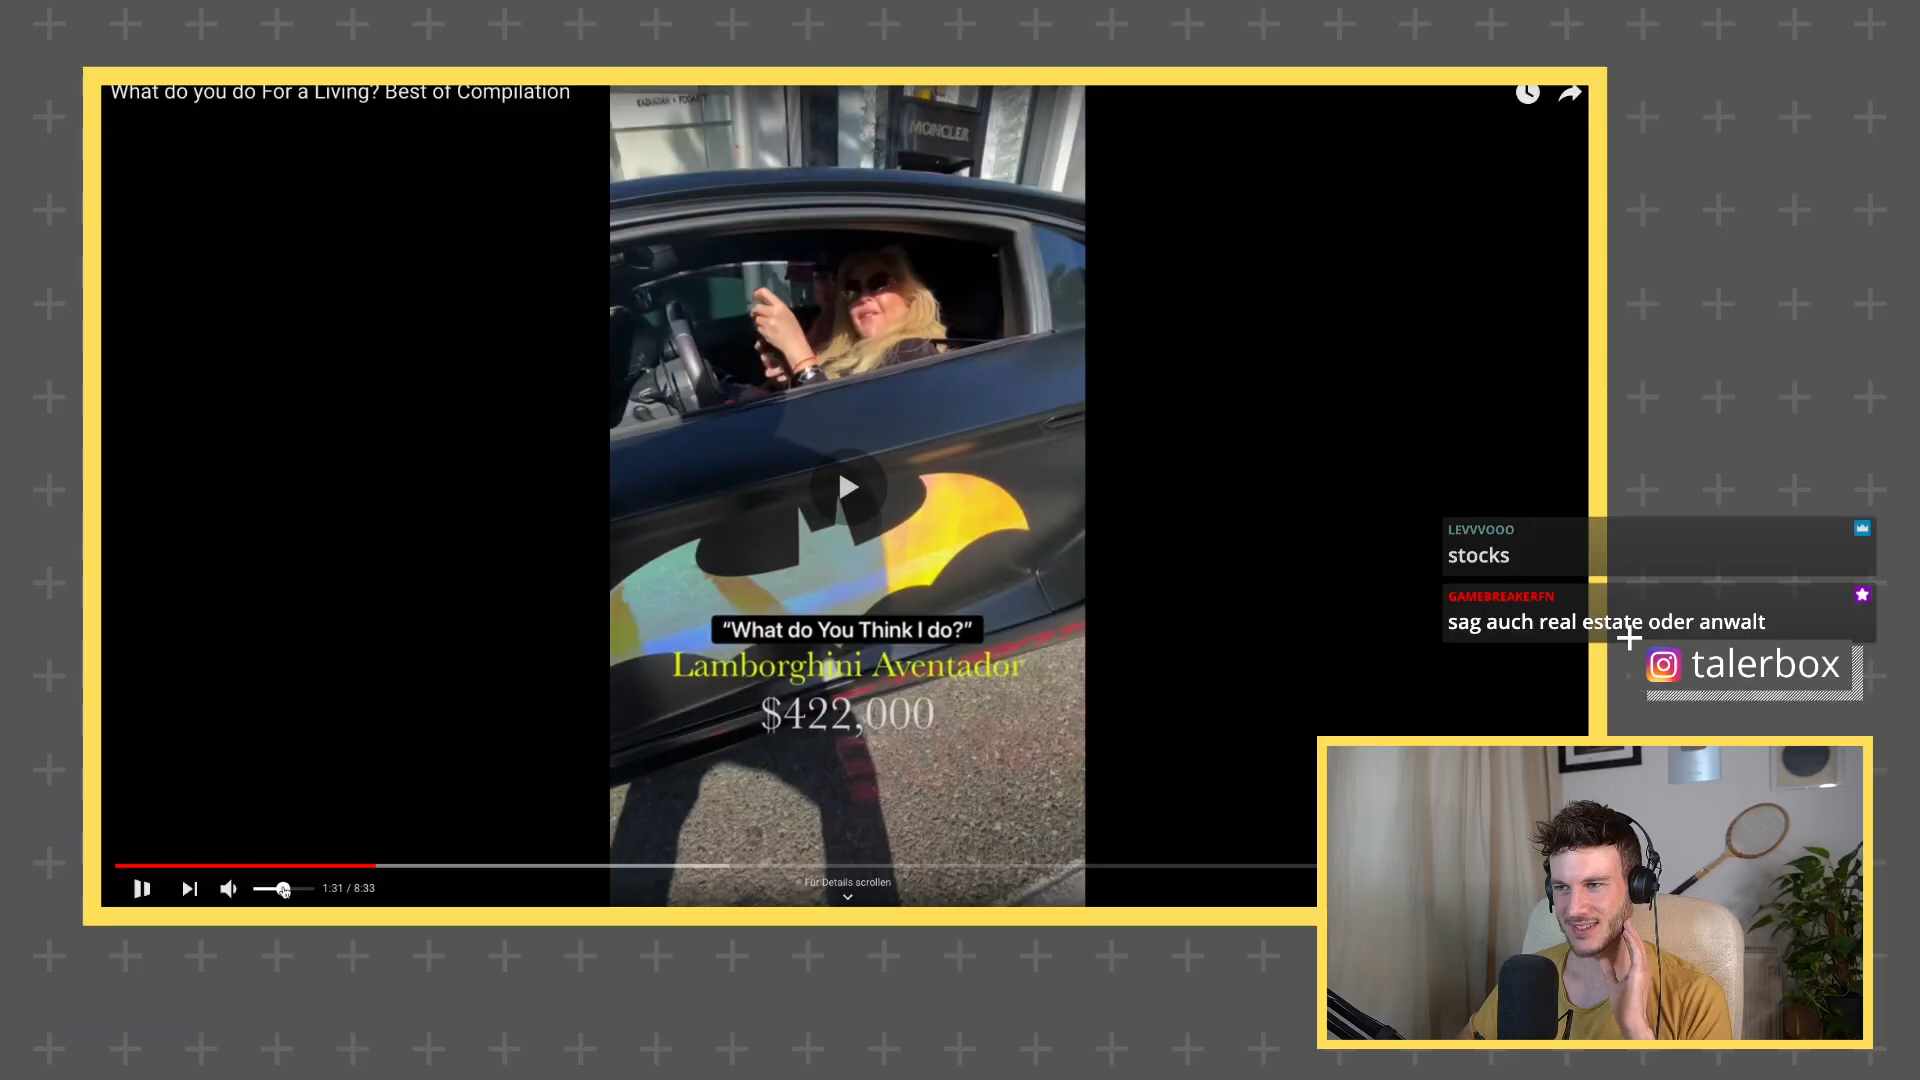 What do you do For a Living? Best of Compilation
MONCLER
“What do You Think I do?”
Lamborghini Aventador
$422,000
LEVVVOOO
stocks
GAMEBREAKERFN
sag auch real estate oder anwalt
talerbox
Für Details scrollen
1:31 / 8:33